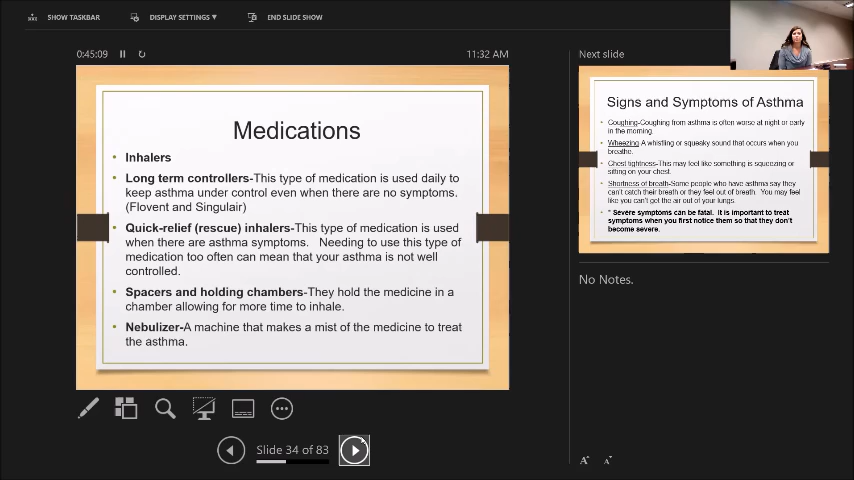 SHOW TASKBAR
DISPLAY SETTINGS ▼
END SLIDE SHOW
0:45:09
11:32 AM
Medications
• Inhalers
• Long term controllers-This type of medication is used daily to
keep asthma under control even when there are no symptoms.
(Flovent and Singulair)
• Quick-relief (rescue) inhalers-This type of medication is used
when there are asthma symptoms. Needing to use this type of
medication too often can mean that your asthma is not well
controlled.
• Spacers and holding chambers-They hold the medicine in a
chamber allowing for more time to inhale.
• Nebulizer-A machine that makes a mist of the medicine to treat
the asthma.
Slide 34 of 83
Next slide
Signs and Symptoms of Asthma
• Coughing-Coughing from asthma is often worse at night or early
in the morning.
• Wheezing A whistling or squeaky sound that occurs when you
breathe.
• Chest tightness-This may feel like something is squeezing or
sitting on your chest.
• Shortness of breath-Some people who have asthma say they
can't catch their breath or they feel out of breath. You may feel
like you can't get the air out of your lungs.
• * Severe symptoms can be fatal. It is important to treat
symptoms when you first notice them so that they don't
become severe.
No Notes.
A A